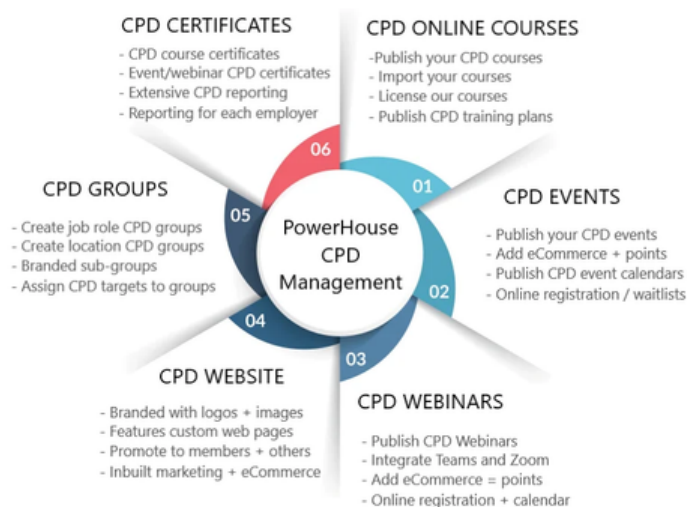 CPD CERTIFICATES
- CPD course certificates
- Event/webinar CPD certificates
- Extensive CPD reporting
- Reporting for each employer
CPD ONLINE COURSES
-Publish your CPD courses
- Import your courses
- License our courses
- Publish CPD training plans
06
01
CPD GROUPS
- Create job role CPD groups
- Create location CPD groups
- Branded sub-groups
- Assign CPD targets to groups
05
PowerHouse
CPD
Management
CPD EVENTS
- Publish your CPD events
- Add eCommerce + points
- Publish CPD event calendars
- Online registration / waitlists
02
04
03
CPD WEBSITE
- Branded with logos + images
- Features custom web pages
- Promote to members + others
- Inbuilt marketing + eCommerce
CPD WEBINARS
- Publish CPD Webinars
- Integrate Teams and Zoom
- Add eCommerce = points
- Online registration + calendar